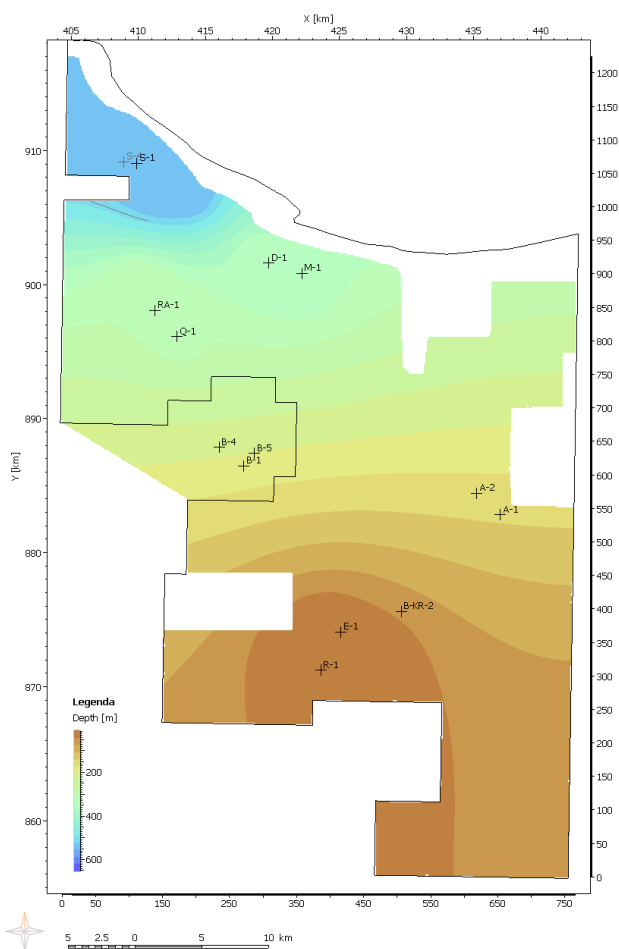 X [km]
405 410 415 420 425 430 435 440
1200
1150
910
S-1
1100
1050
1000
950
D-1
M-1
900
900
RA-1
850
Q-1
800
750
700
890
B-4
B-5
650
B-1
Y [km]
600
A-2
A-1
550
500
880
450
B-KR-2
400
E-1
350
R-1
300
870
Legenda
250
Depth [m]
200
200
150
400
100
860
600
50
0
0 50 150 250 350 450 550 650 750
5 2.5 0 5 10 km